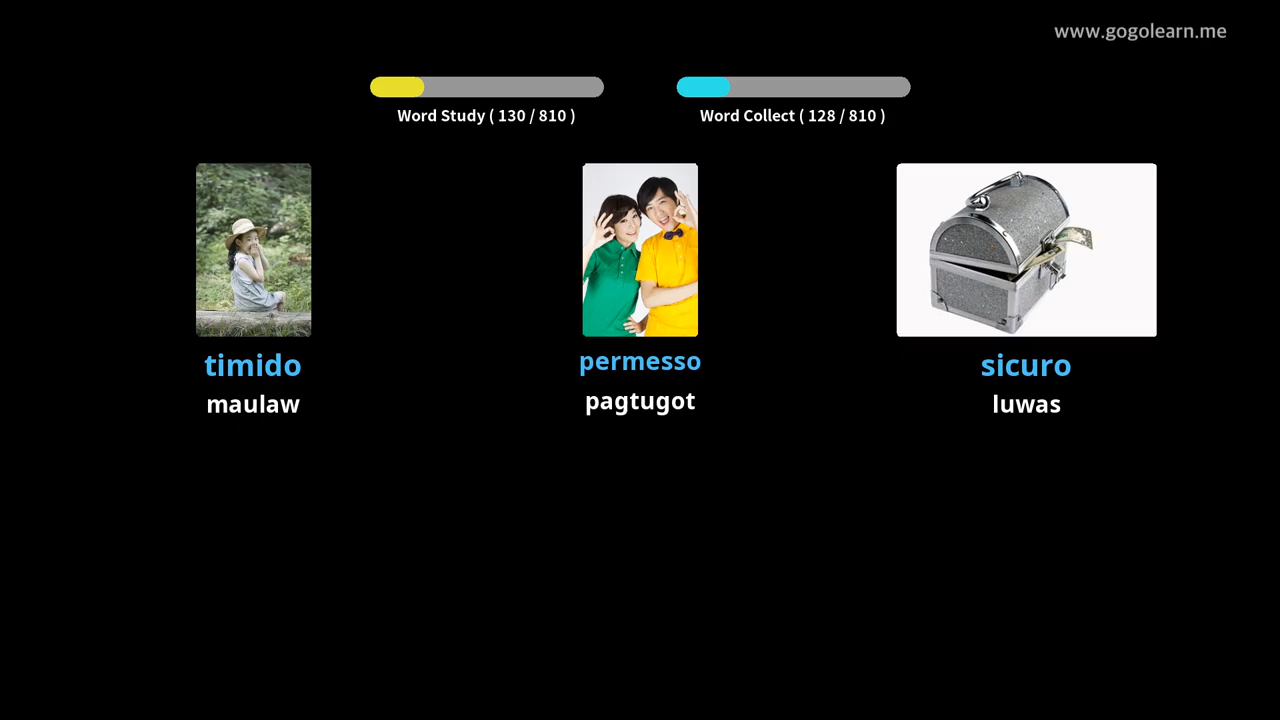 www.gogolearn.me
Word Study ( 130 / 810 )
Word Collect ( 128 / 810 )
timido
maulaw
permesso
pagtugot
sicuro
luwas